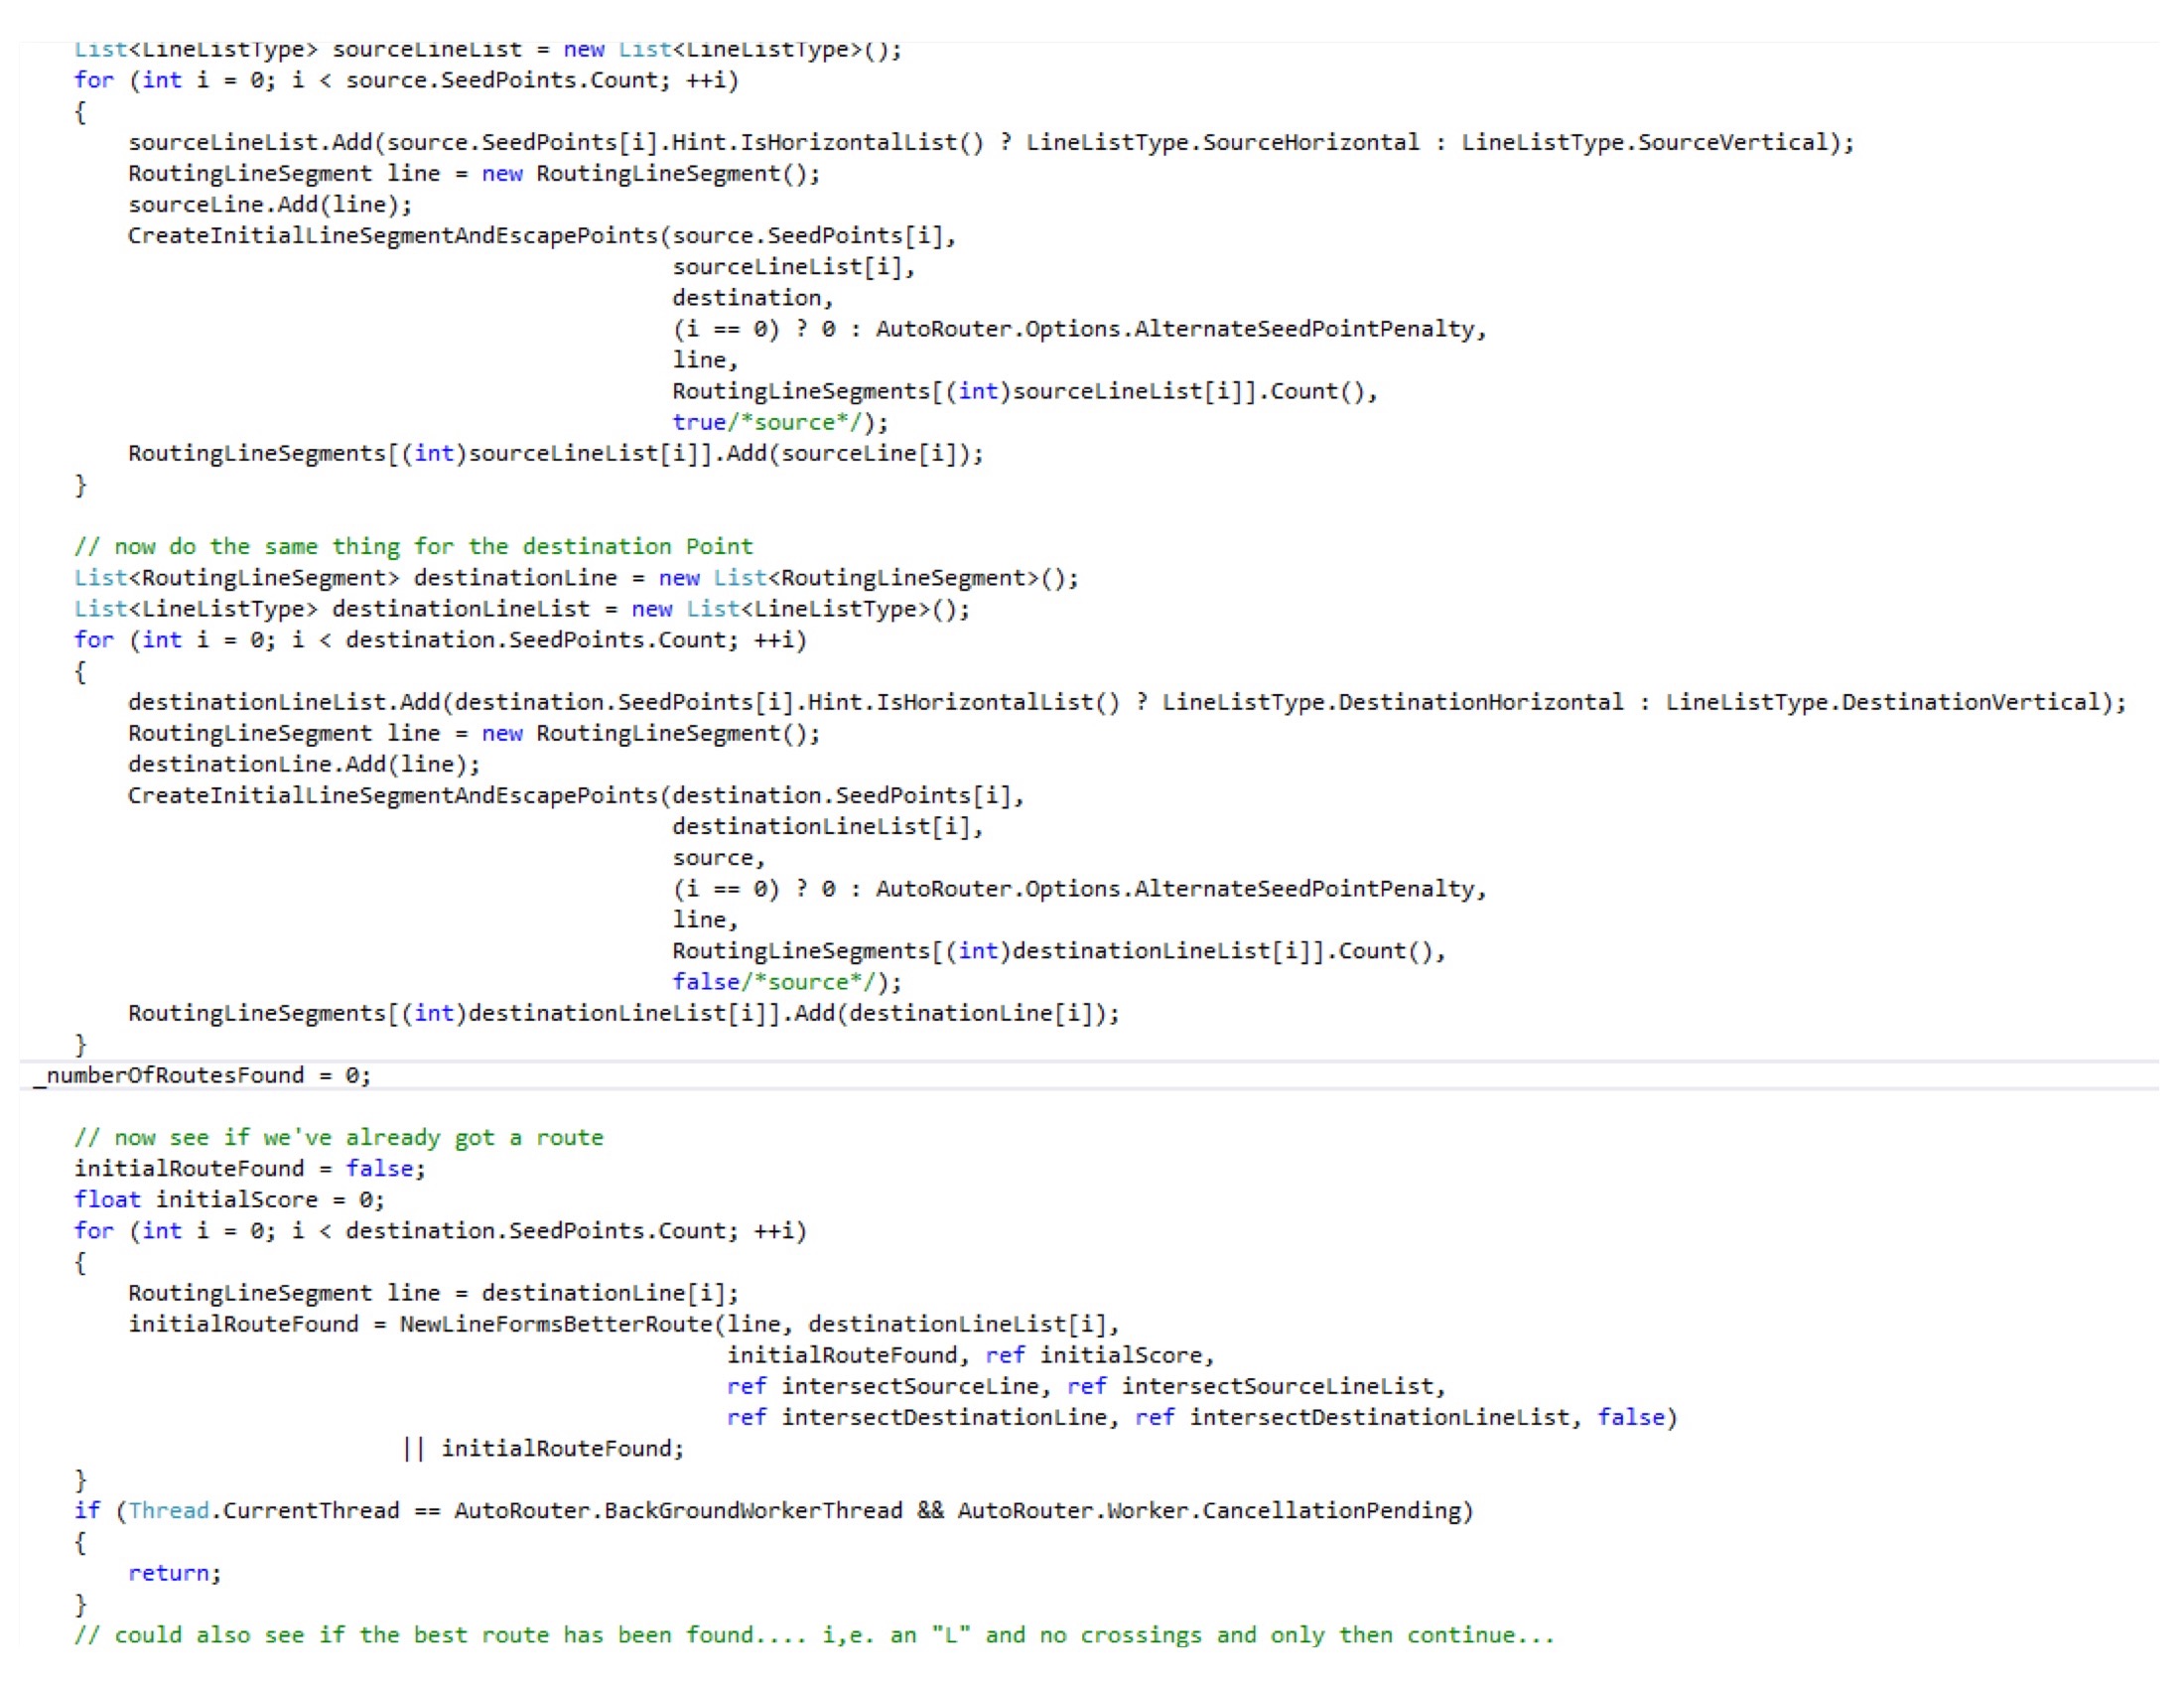 List<LineListType> sourceLineList = new List<LineListType>();
for (int i = 0; i < source.SeedPoints.Count; ++i)
{
sourceLineList.Add(source.SeedPoints[i].Hint.IsHorizontalList() ? LineListType.SourceHorizontal : LineListType.SourceVertical);
RoutingLineSegment line = new RoutingLineSegment();
sourceLine.Add(line);
CreateInitialLineSegmentAndEscapePoints(source.SeedPoints[i],
sourceLineList[i],
destination,
(i == 0) ? 0 : AutoRouter.Options.AlternateSeedPointPenalty,
line,
RoutingLineSegments[(int)sourceLineList[i]].Count(),
true/*source*/);
RoutingLineSegments[(int)sourceLineList[i]].Add(sourceLine[i]);
}
// now do the same thing for the destination Point
List<RoutingLineSegment> destinationLine = new List<RoutingLineSegment>();
List<LineListType> destinationLineList = new List<LineListType>();
for (int i = 0; i < destination.SeedPoints.Count; ++i)
{
destinationLineList.Add(destination.SeedPoints[i].Hint.IsHorizontalList() ? LineListType.DestinationHorizontal : LineListType.DestinationVertical);
RoutingLineSegment line = new RoutingLineSegment();
destinationLine.Add(line);
CreateInitialLineSegmentAndEscapePoints(destination.SeedPoints[i],
destinationLineList[i],
source,
(i == 0) ? 0 : AutoRouter.Options.AlternateSeedPointPenalty,
line,
RoutingLineSegments[(int)destinationLineList[i]].Count(),
false/*source*/);
RoutingLineSegments[(int)destinationLineList[i]].Add(destinationLine[i]);
}
_numberOfRoutesFound = 0;
// now see if we've already got a route
initialRouteFound = false;
float initialScore = 0;
for (int i = 0; i < destination.SeedPoints.Count; ++i)
{
RoutingLineSegment line = destinationLine[i];
initialRouteFound = NewLineFormsBetterRoute(line, destinationLineList[i],
initialRouteFound, ref initialScore,
ref intersectSourceLine, ref intersectSourceLineList,
ref intersectDestinationLine, ref intersectDestinationLineList, false)
|| initialRouteFound;
}
if (Thread.CurrentThread == AutoRouter.BackGroundWorkerThread && AutoRouter.Worker.CancellationPending)
{
return;
}
// could also see if the best route has been found.... i,e. an "L" and no crossings and only then continue...